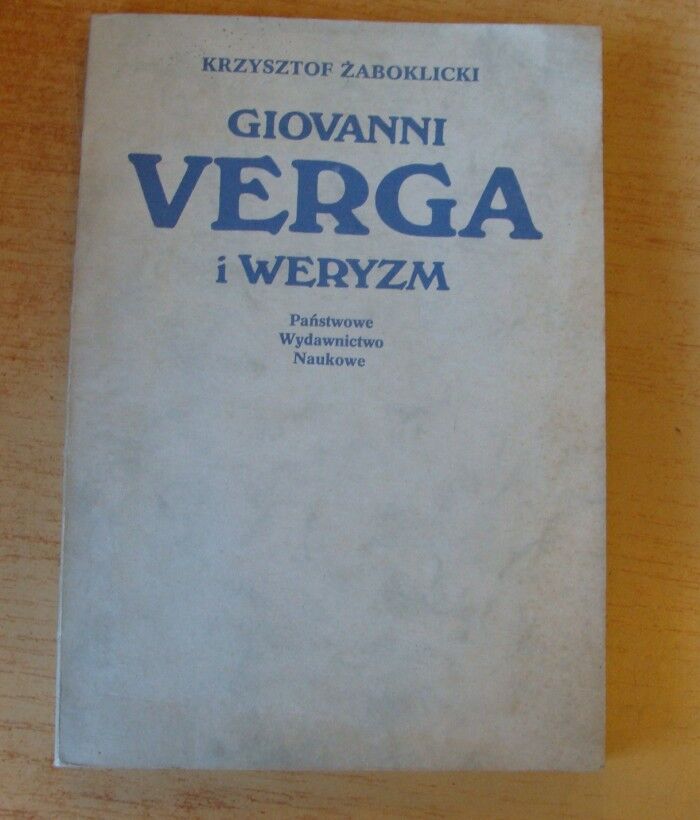 KRZYSZTOF ŻABOKLICKI
GIOVANNI
VERGA
i WERYZM
Państwowe
Wydawnictwo
Naukowe